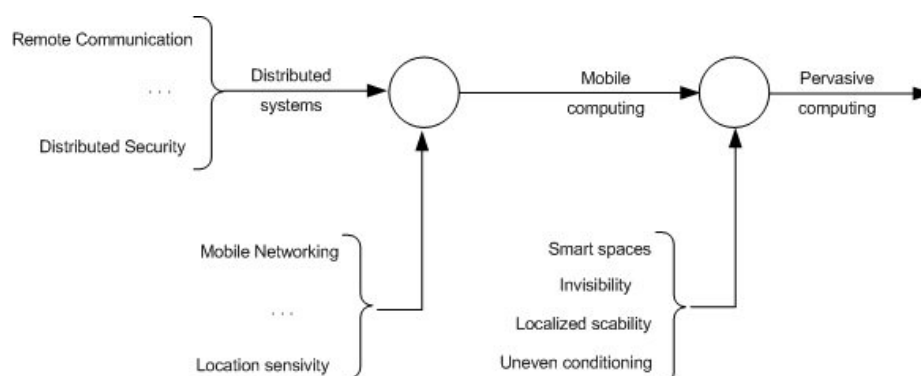 Remote Communication
. . .
Distributed Security
Distributed
systems
Mobile Networking
. . .
Location sensivity
Mobile
computing
Smart spaces
Invisibility
Localized scability
Uneven conditioning
Pervasive
computing